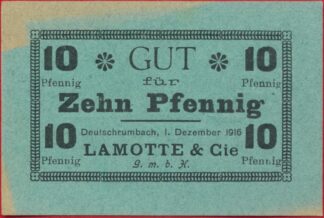 10 ❋ GUT ❋ 10
Pfennig für Pfennig
Zehn Pfennig
Deutschrumbach, 1. Dezember 1916
10 LAMOTTE & Cie 10
Pfennig G. m. b. H. Pfennig